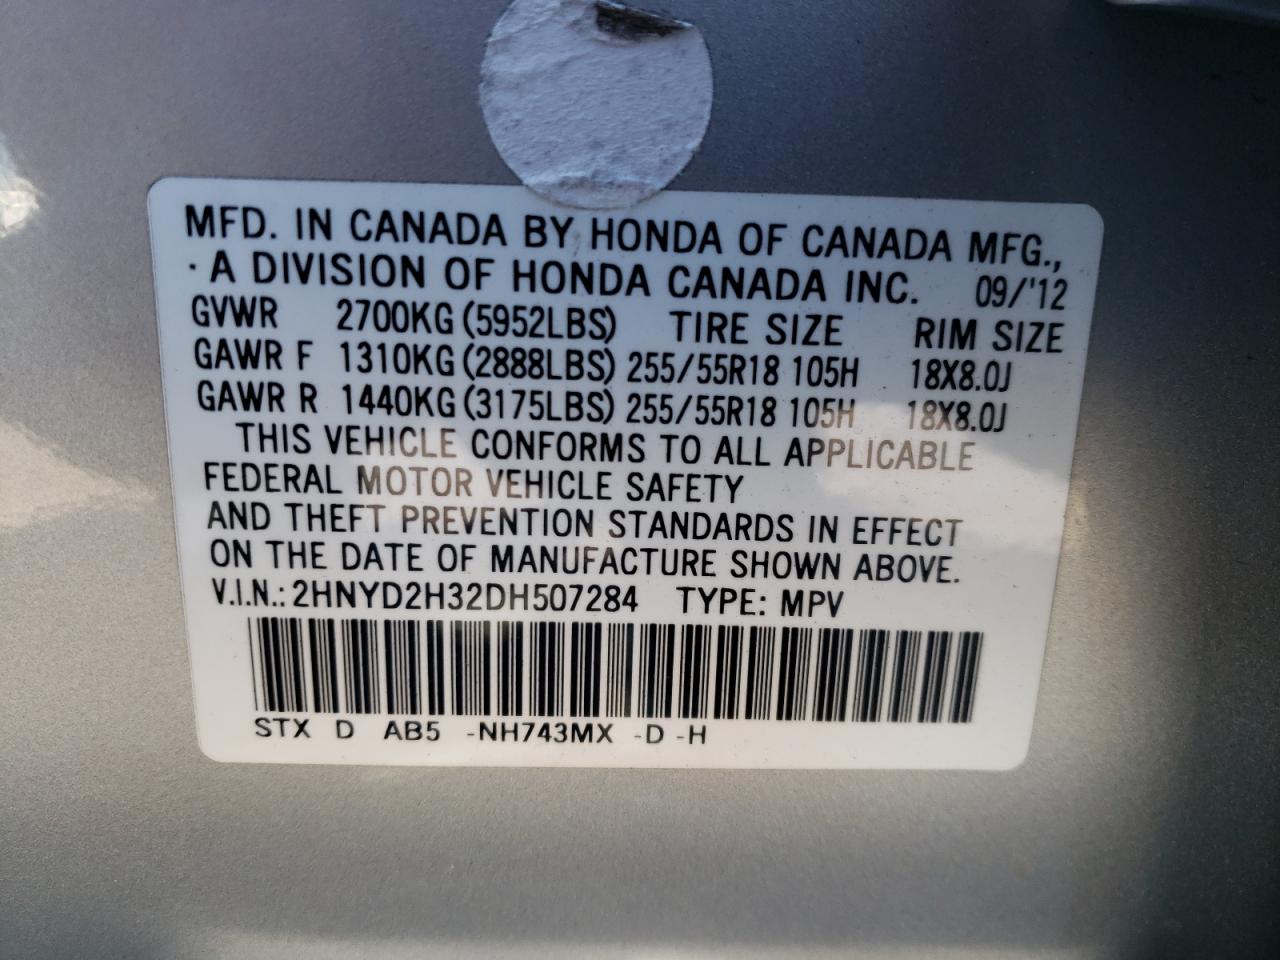 MFD. IN CANADA BY HONDA OF CANADA MFG.,
· A DIVISION OF HONDA CANADA INC. 09/'12
GVWR 2700KG (5952LBS) TIRE SIZE RIM SIZE
GAWR F 1310KG (2888LBS) 255/55R18 105H 18X8.0J
GAWR R 1440KG (3175LBS) 255/55R18 105H 18X8.0J
THIS VEHICLE CONFORMS TO ALL APPLICABLE
FEDERAL MOTOR VEHICLE SAFETY
AND THEFT PREVENTION STANDARDS IN EFFECT
ON THE DATE OF MANUFACTURE SHOWN ABOVE.
V.I.N.: 2HNYD2H32DH507284 TYPE: MPV
STX D AB5 -NH743MX -D -H